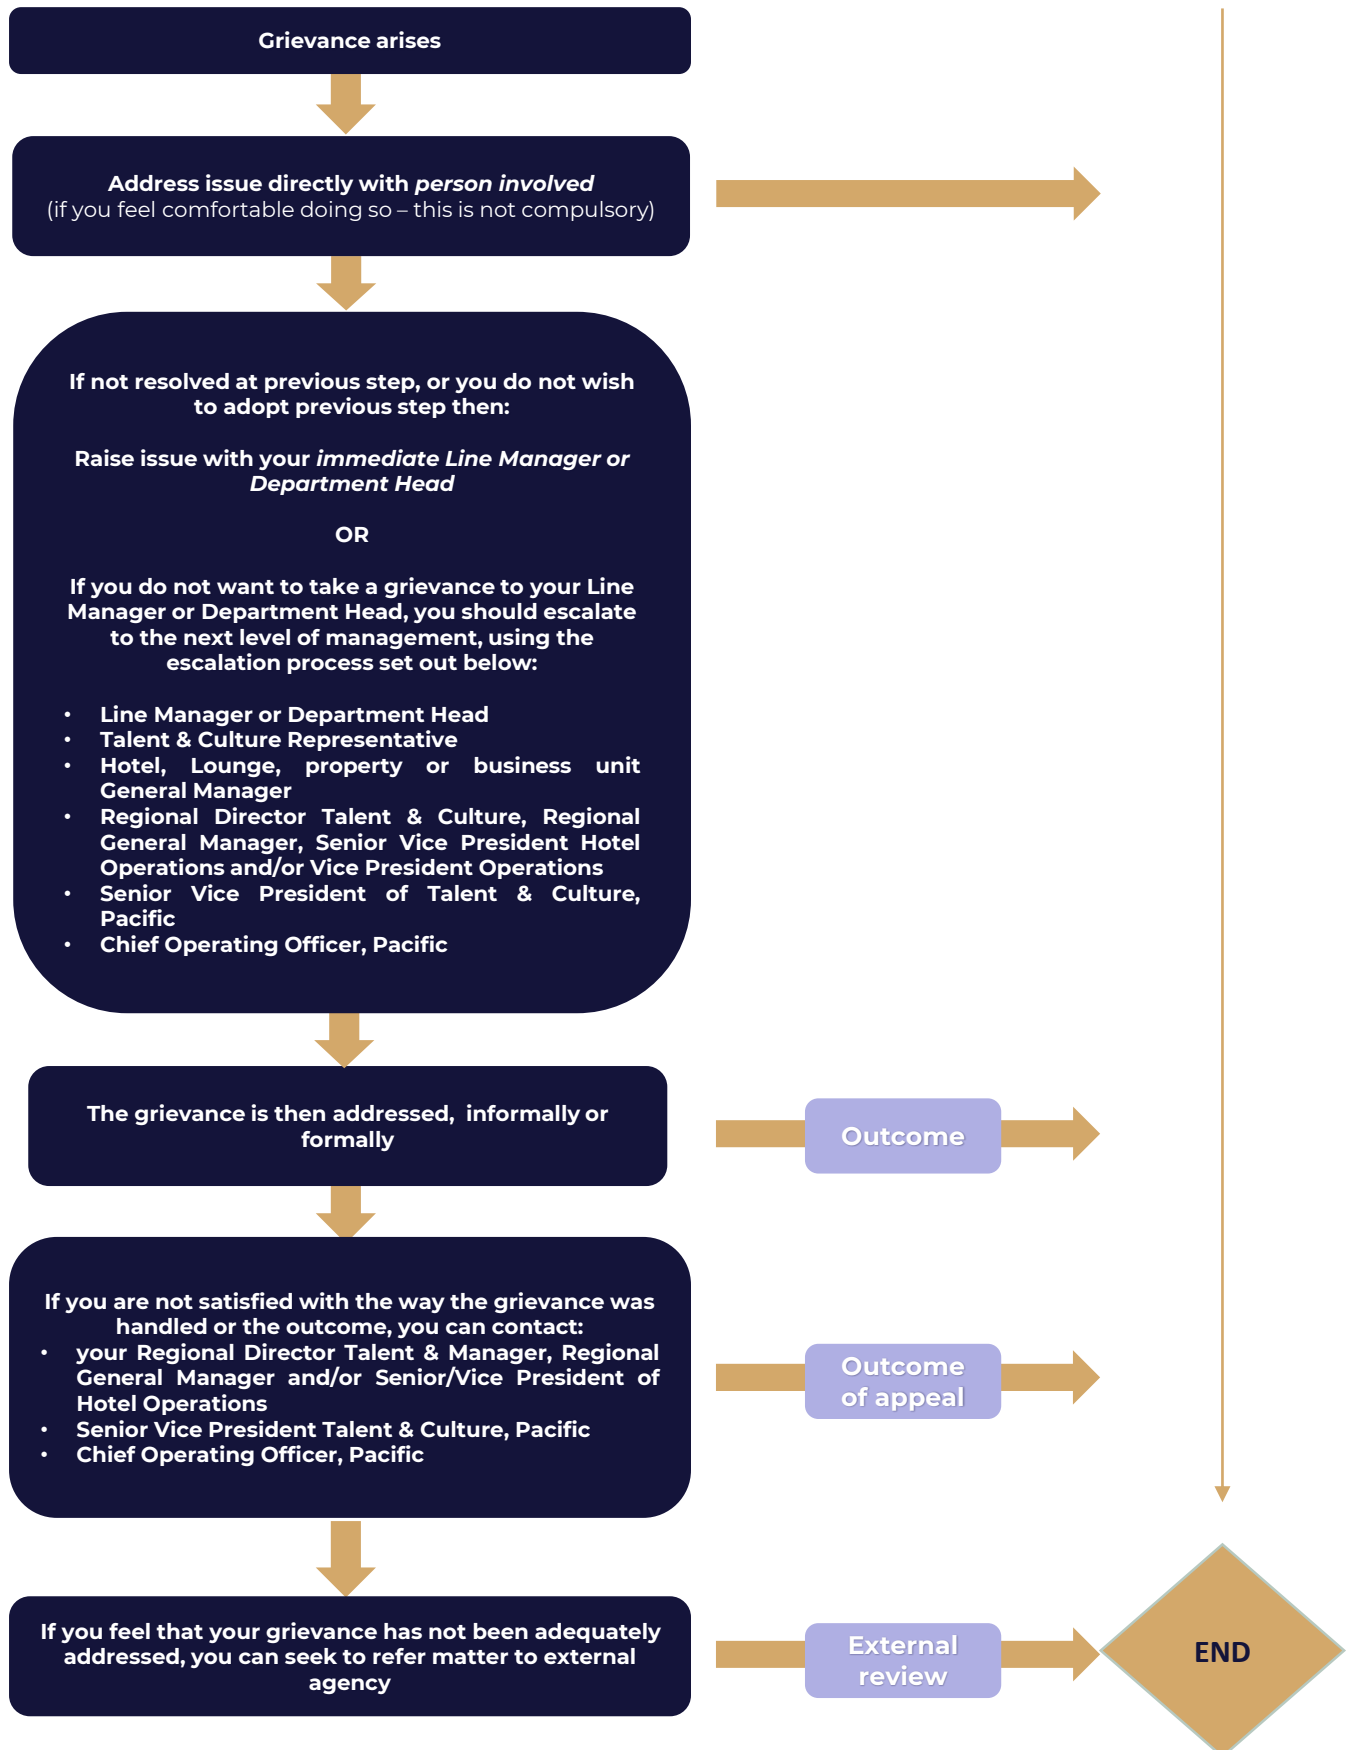 Grievance arises
Address issue directly with person involved
(if you feel comfortable doing so – this is not compulsory)
If not resolved at previous step, or you do not wish
to adopt previous step then:
Raise issue with your immediate Line Manager or
Department Head
OR
If you do not want to take a grievance to your Line
Manager or Department Head, you should escalate
to the next level of management, using the
escalation process set out below:
• Line Manager or Department Head
• Talent & Culture Representative
• Hotel, Lounge, property or business unit
General Manager
• Regional Director Talent & Culture, Regional
General Manager, Senior Vice President Hotel
Operations and/or Vice President Operations
• Senior Vice President of Talent & Culture,
Pacific
• Chief Operating Officer, Pacific
The grievance is then addressed, informally or
formally
Outcome
If you are not satisfied with the way the grievance was
handled or the outcome, you can contact:
• your Regional Director Talent & Manager, Regional
General Manager and/or Senior/Vice President of
Hotel Operations
• Senior Vice President Talent & Culture, Pacific
• Chief Operating Officer, Pacific
Outcome
of appeal
If you feel that your grievance has not been adequately
addressed, you can seek to refer matter to external
agency
External
review
END